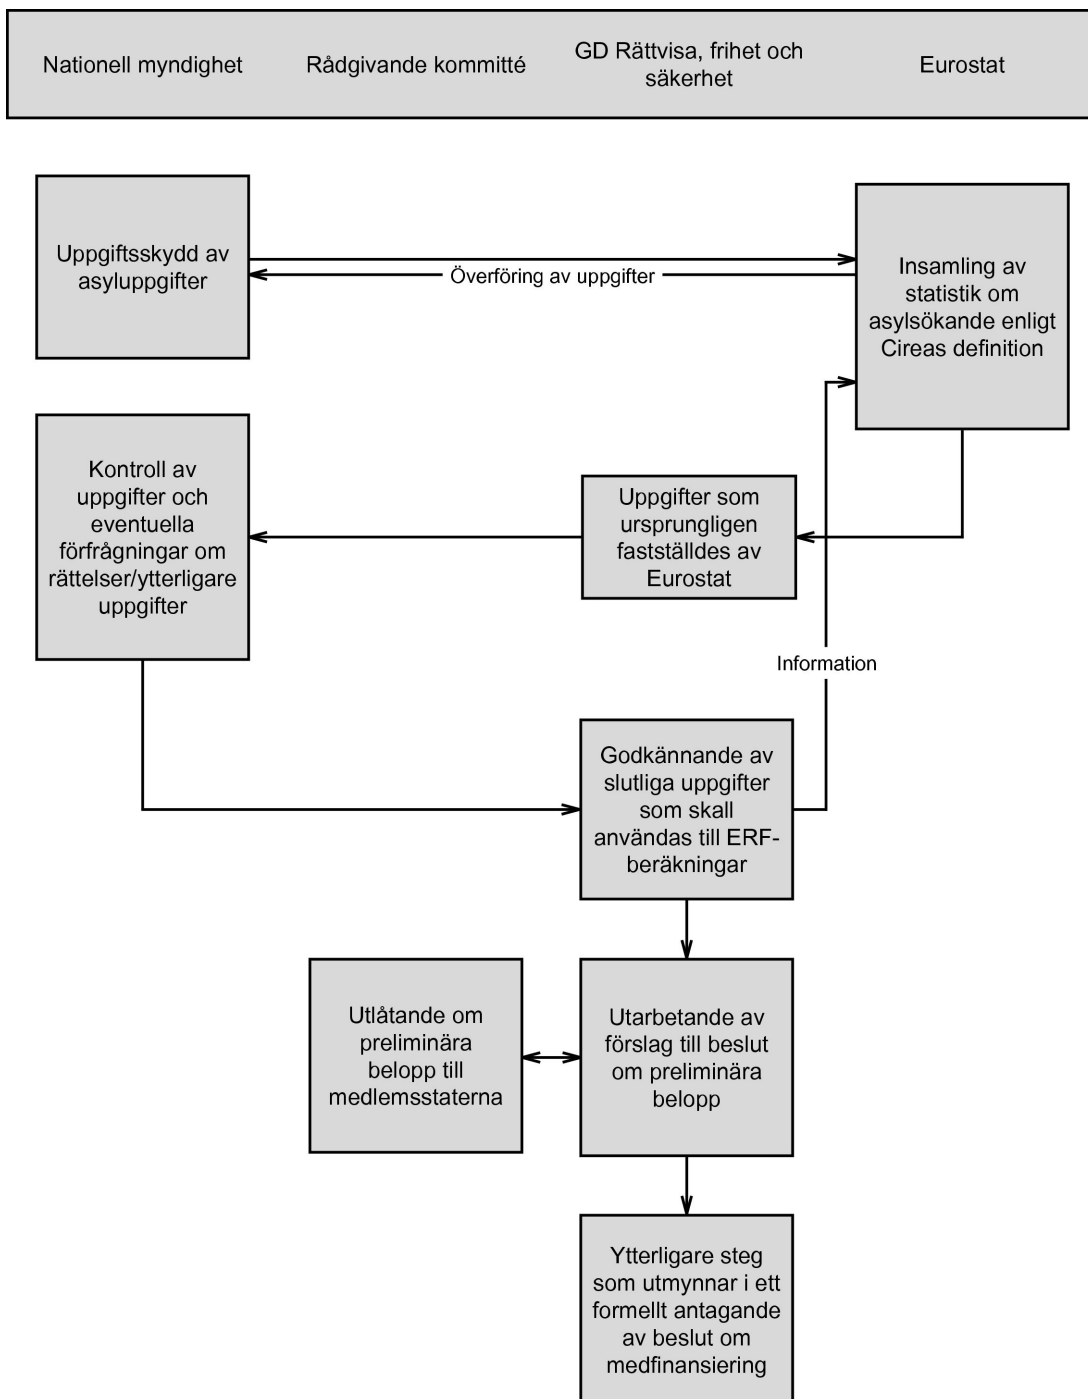 Nationell myndighet
Rådgivande kommitté
GD Rättvisa, frihet och
säkerhet
Eurostat
Uppgiftsskydd av
asyluppgifter
Överföring av uppgifter
Insamling av
statistik om
asylsökande enligt
Cireas definition
Kontroll av
uppgifter och
eventuella
förfrågningar om
rättelser/ytterligare
uppgifter
Uppgifter som
ursprungligen
fastställdes av
Eurostat
Information
Godkännande av
slutliga uppgifter
som skall
användas till ERF-
beräkningar
Utlåtande om
preliminära
belopp till
medlemsstaterna
Utarbetande av
förslag till beslut
om preliminära
belopp
Ytterligare steg
som utmynnar i ett
formellt antagande
av beslut om
medfinansiering